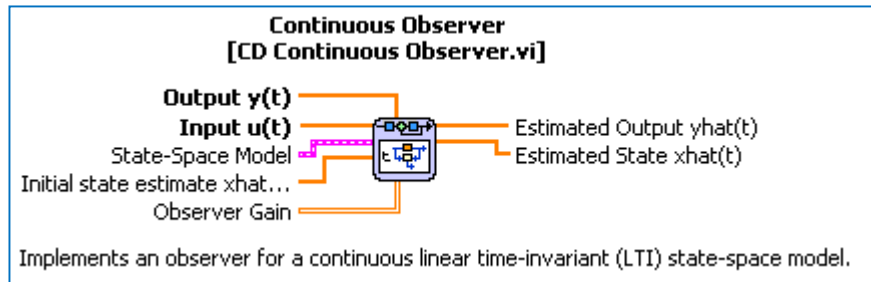 Continuous Observer
[CD Continuous Observer.vi]
Output y(t)
Input u(t)
State-Space Model
Initial state estimate xhat...
Observer Gain
Estimated Output yhat(t)
Estimated State xhat(t)
t
Implements an observer for a continuous linear time-invariant (LTI) state-space model.